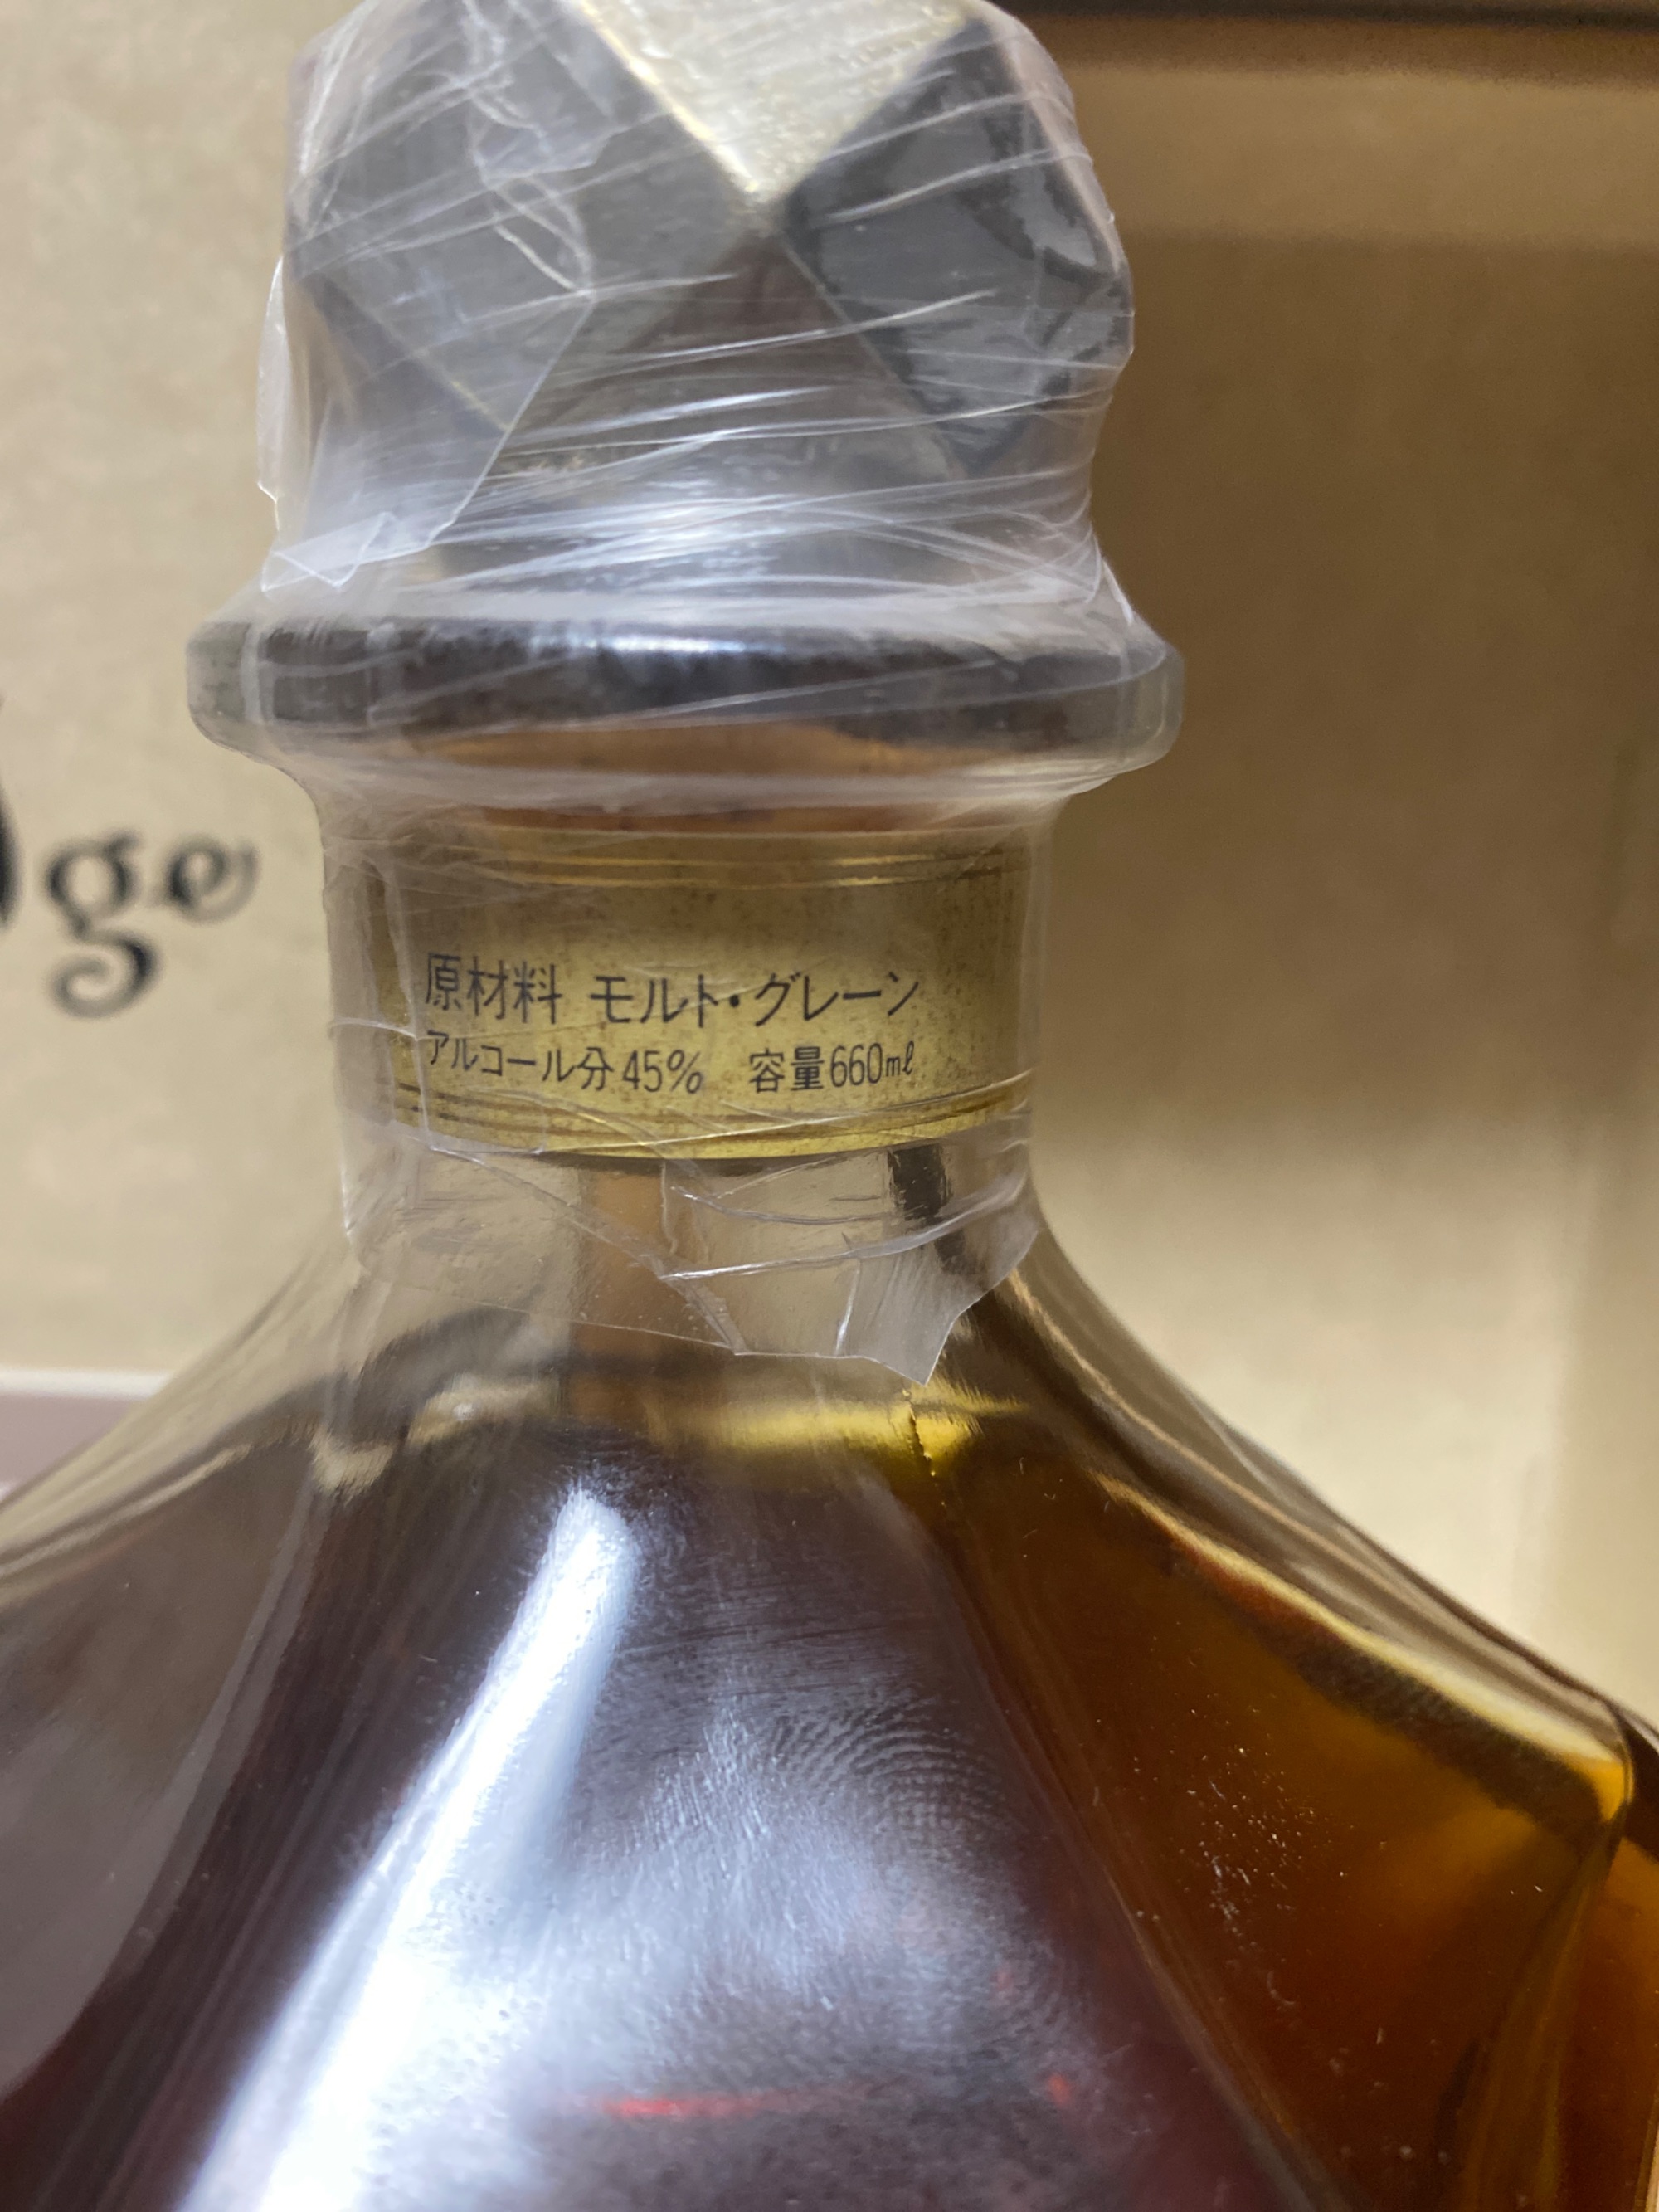 ge
原材料 モルト・グレーン
アルコール分45% 容量660ml